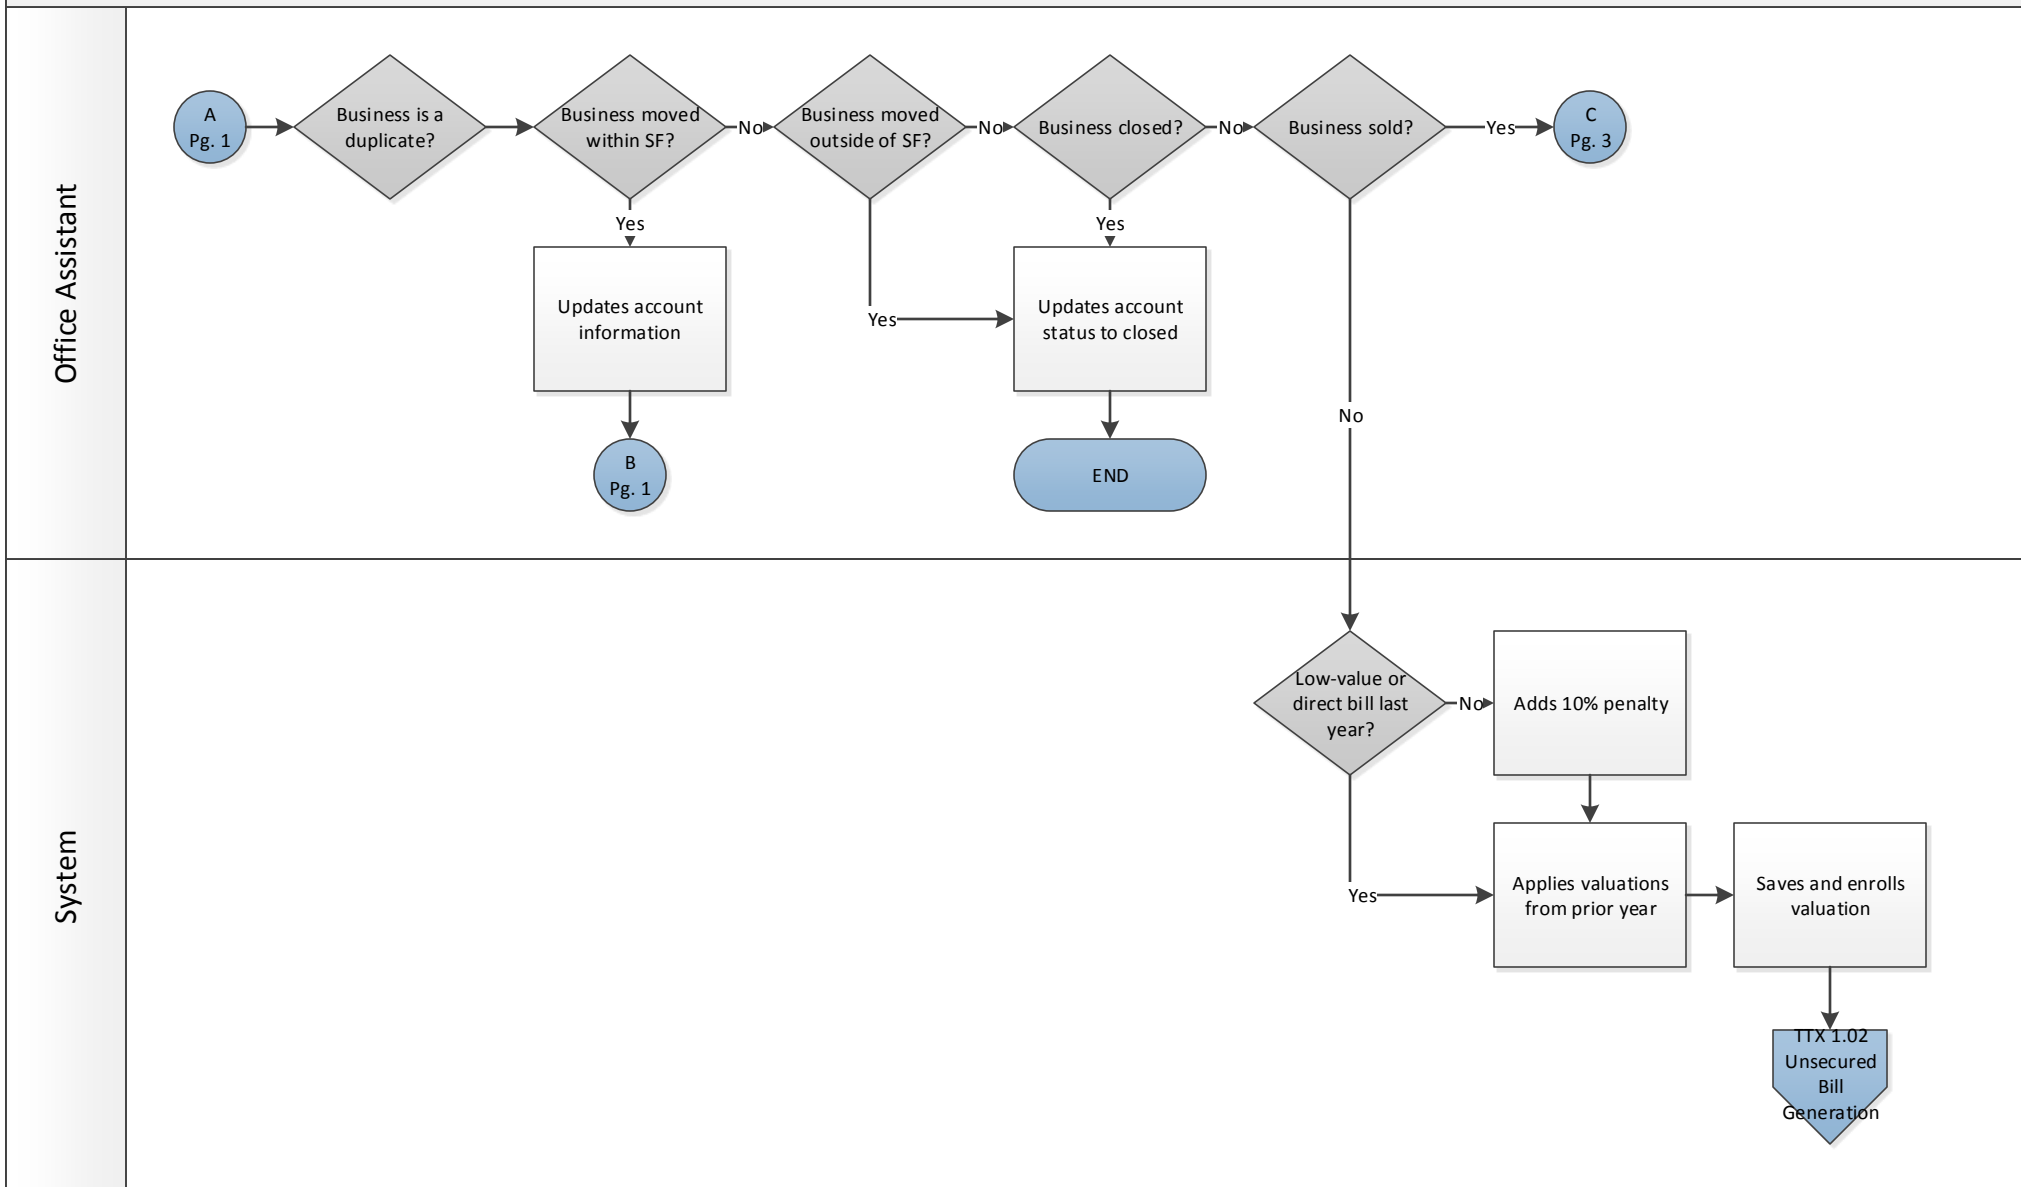 Office Assistant
A
Pg. 1
Business is a
duplicate?
Business moved
within SF?
No
Business moved
outside of SF?
No
Business closed?
No
Business sold?
Yes
C
Pg. 3
Yes
Updates account
information
B
Pg. 1
Yes
Yes
Updates account
status to closed
END
No
System
Low-value or
direct bill last
year?
No
Adds 10% penalty
Yes
Applies valuations
from prior year
Saves and enrolls
valuation
TTX 1.02
Unsecured
Bill
Generation